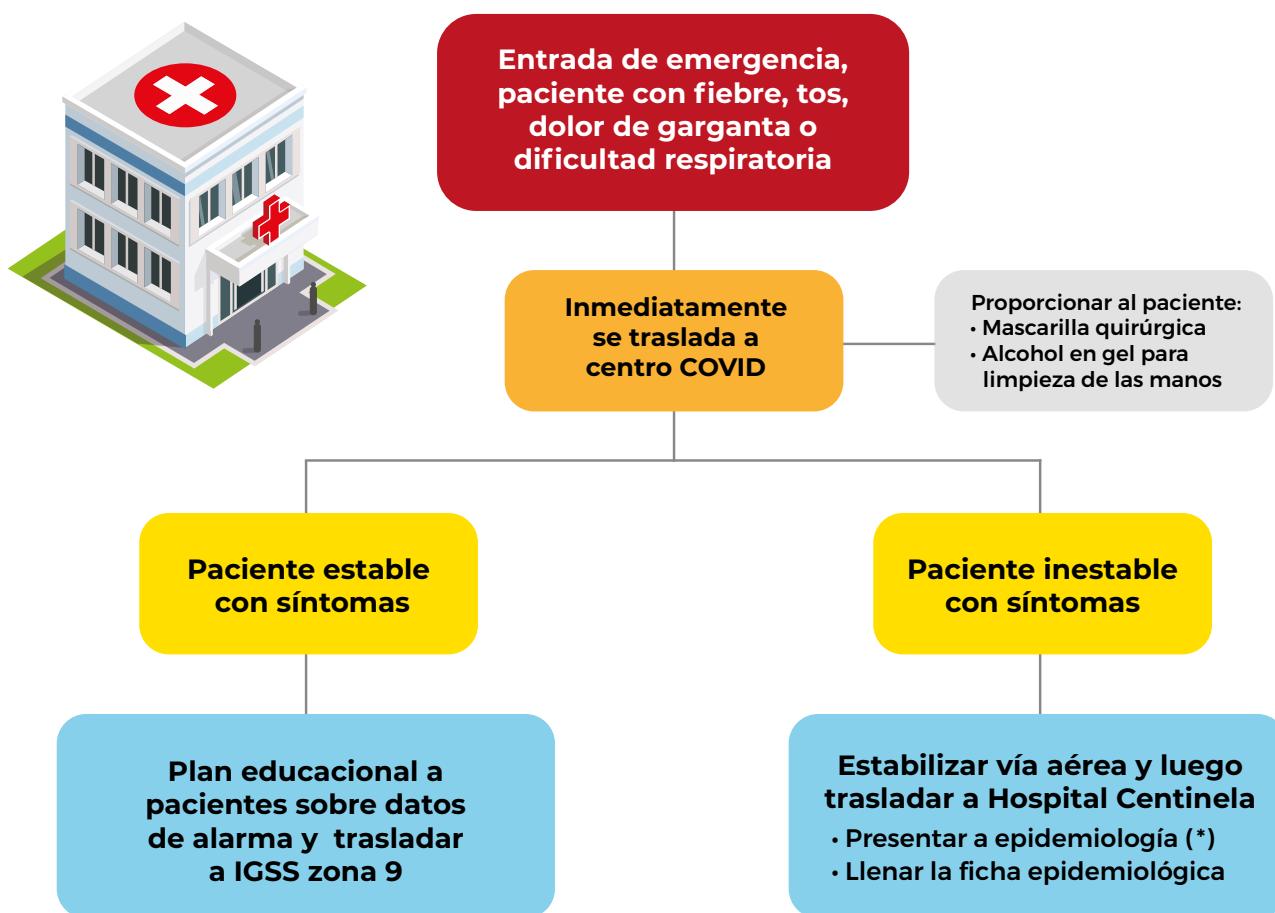 Entrada de emergencia,
paciente con fiebre, tos,
dolor de garganta o
dificultad respiratoria
Inmediatamente
se traslada a
centro COVID
Proporcionar al paciente:
• Mascarilla quirúrgica
• Alcohol en gel para
limpieza de las manos
Paciente estable
con síntomas
Paciente inestable
con síntomas
Plan educacional a
pacientes sobre datos
de alarma y trasladar
a IGSS zona 9
Estabilizar vía aérea y luego
trasladar a Hospital Centinela
• Presentar a epidemiología (*)
• Llenar la ficha epidemiológica